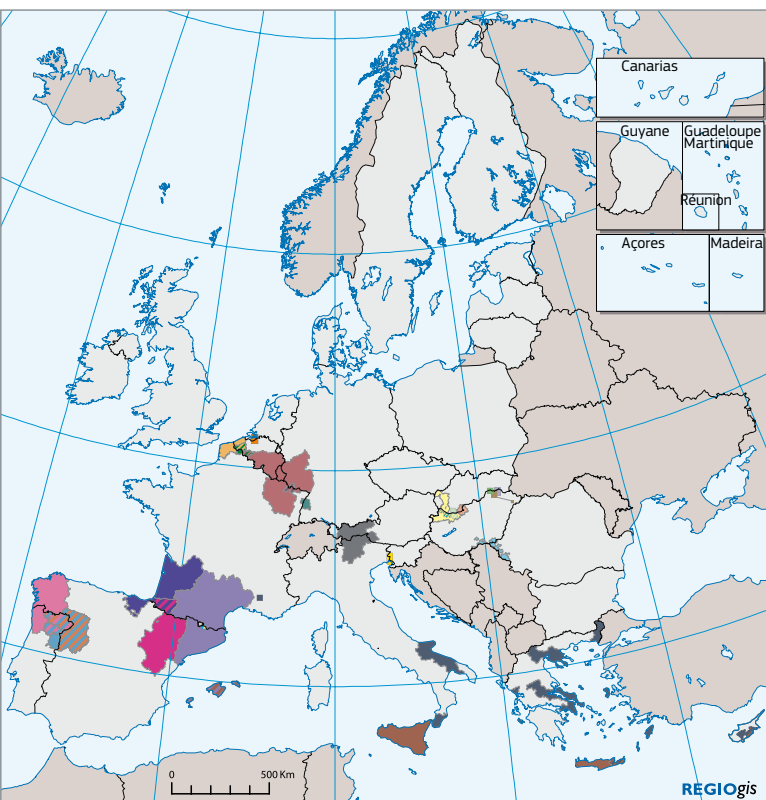 Canarias
Guyane
Guadeloupe
Martinique
Réunion
Açores
Madeira
0
500 Km
REGIOgis